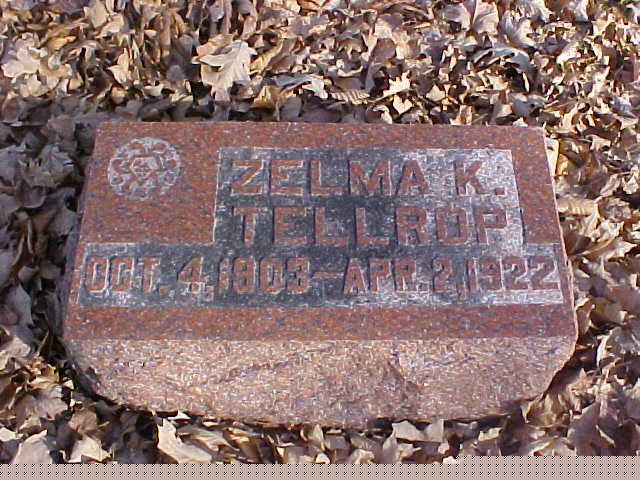 ZELMA K.
TELLROP
OCT. 4, 1903-APR. 2, 1922